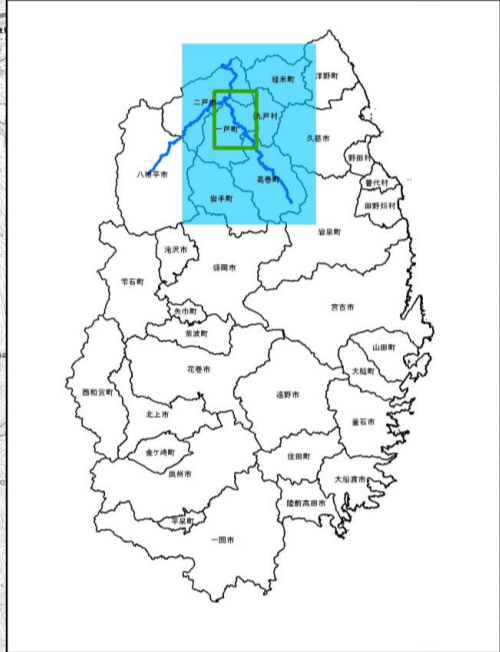 洋野町
軽米町
二戸市
九戸村
一戸町
久慈市
野田村
八幡平市
葛巻町
普代村
岩手町
田野畑村
岩泉町
滝沢市
盛岡市
雫石町
宮古市
矢巾町
紫波町
山田町
大槌町
花巻市
西和賀町
遠野市
北上市
釜石市
金ケ崎町
住田町
奥州市
大船渡市
陸前高田市
平泉町
一関市